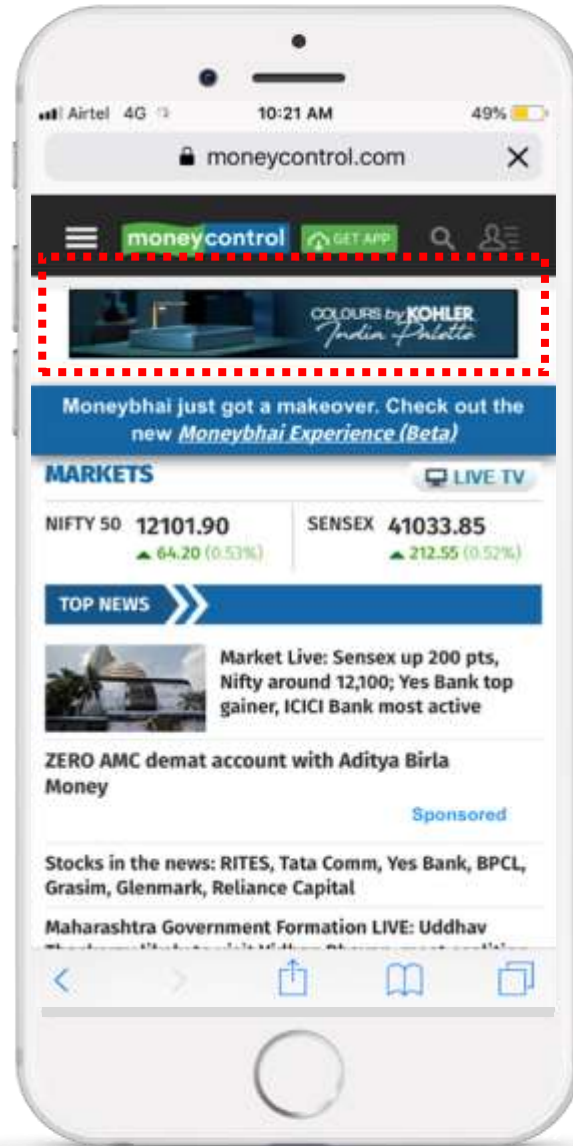 Airtel 4G 10:21 AM 49%
moneycontrol.com
moneycontrol GET APP
COLOURS by KOHLER
India Palette
Moneybhai just got a makeover. Check out the
new Moneybhai Experience (Beta)
MARKETS LIVE TV
NIFTY 50 12101.90 SENSEX 41033.85
64.20 (0.53%) 212.55 (0.52%)
TOP NEWS
Market Live: Sensex up 200 pts,
Nifty around 12,100; Yes Bank top
gainer, ICICI Bank most active
ZERO AMC demat account with Aditya Birla
Money
Sponsored
Stocks in the news: RITES, Tata Comm, Yes Bank, BPCL,
Grasim, Glenmark, Reliance Capital
Maharashtra Government Formation LIVE: Uddhav